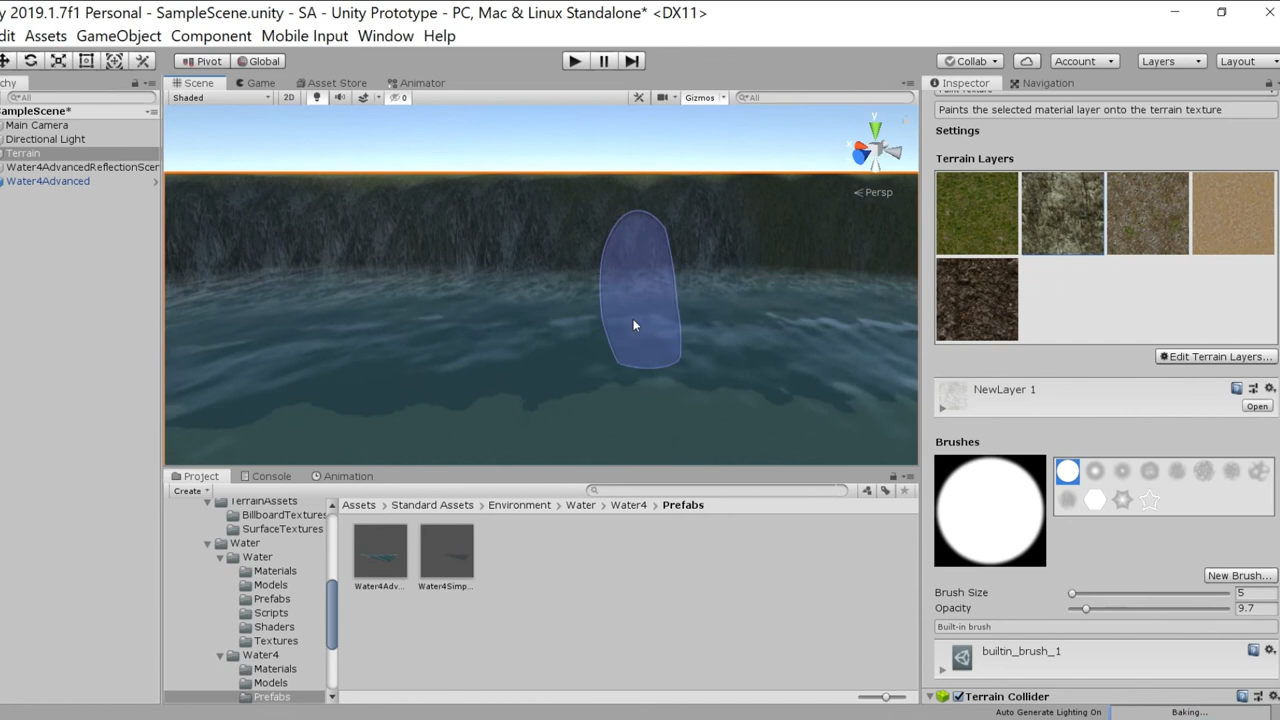 y 2019.1.7f1 Personal - SampleScene.unity - SA - Unity Prototype - PC, Mac & Linux Standalone* <DX11>
dit Assets GameObject Component Mobile Input Window Help
Pivot Global Collab Account Layers Layout
chy Scene Game Asset Store Animator Inspector Navigation
All Shaded 2D 0 Gizmos All
Paints the selected material layer onto the terrain texture
SampleScene*
Main Camera
Directional Light
Terrain
Water4AdvancedReflectionScer
Water4Advanced
y
x
Persp
Settings
Terrain Layers
Edit Terrain Layers...
NewLayer 1
Open
Brushes
New Brush...
Brush Size 5
Opacity 9.7
Built-in brush
builtin_brush_1
Terrain Collider
Project Console Animation
Create
TerrainAssets
BillboardTextures
SurfaceTextures
Water
Water
Materials
Models
Prefabs
Scripts
Shaders
Textures
Water4
Materials
Models
Prefabs
Assets > Standard Assets > Environment > Water > Water4 > Prefabs
Water4Adv... Water4Simp...
Auto Generate Lighting On Baking...